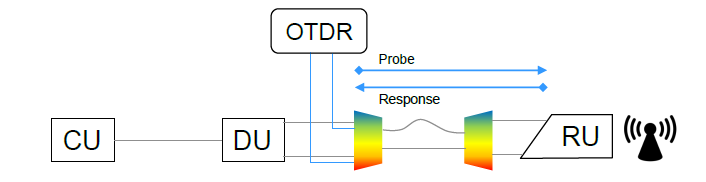 OTDR
Probe
Response
CU
DU
RU